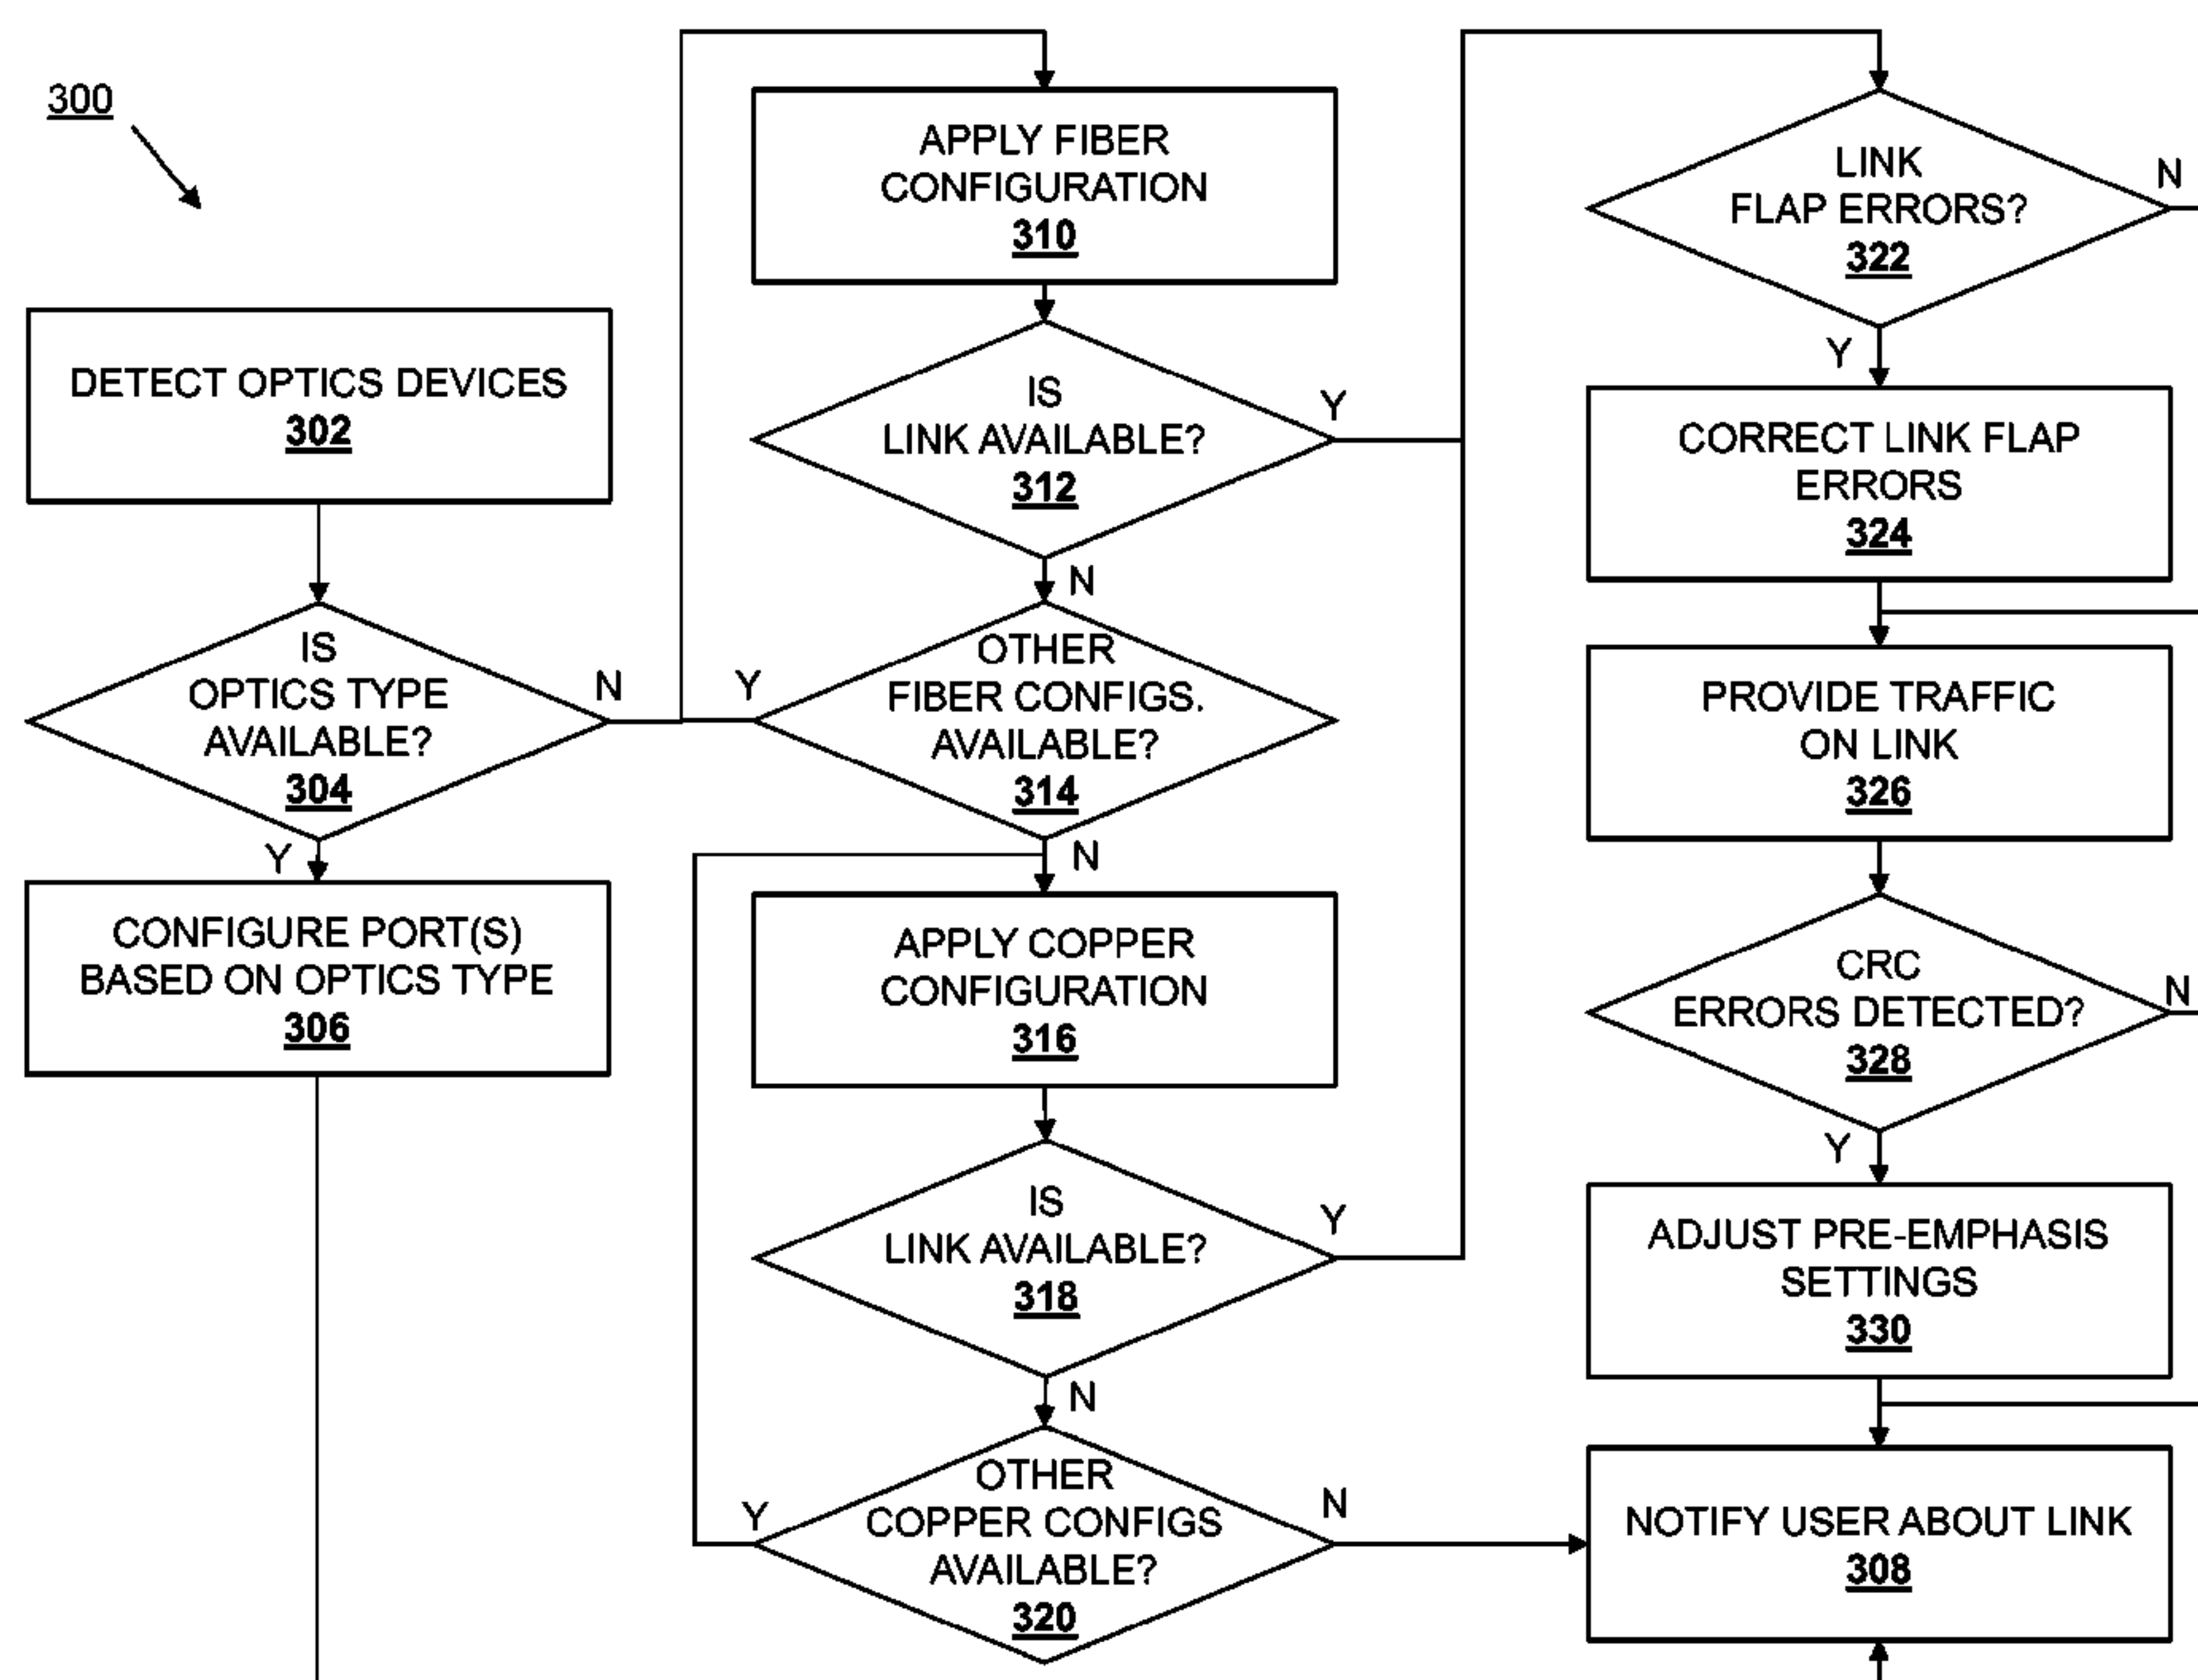 300
DETECT OPTICS DEVICES
302
IS
OPTICS TYPE
AVAILABLE?
304
N
Y
CONFIGURE PORT(S)
BASED ON OPTICS TYPE
306
APPLY FIBER
CONFIGURATION
310
IS
LINK AVAILABLE?
312
Y
N
OTHER
FIBER CONFIGS.
AVAILABLE?
314
Y
N
APPLY COPPER
CONFIGURATION
316
IS
LINK AVAILABLE?
318
Y
N
OTHER
COPPER CONFIGS
AVAILABLE?
320
Y
N
LINK
FLAP ERRORS?
322
N
Y
CORRECT LINK FLAP
ERRORS
324
PROVIDE TRAFFIC
ON LINK
326
CRC
ERRORS DETECTED?
328
N
Y
ADJUST PRE-EMPHASIS
SETTINGS
330
NOTIFY USER ABOUT LINK
308